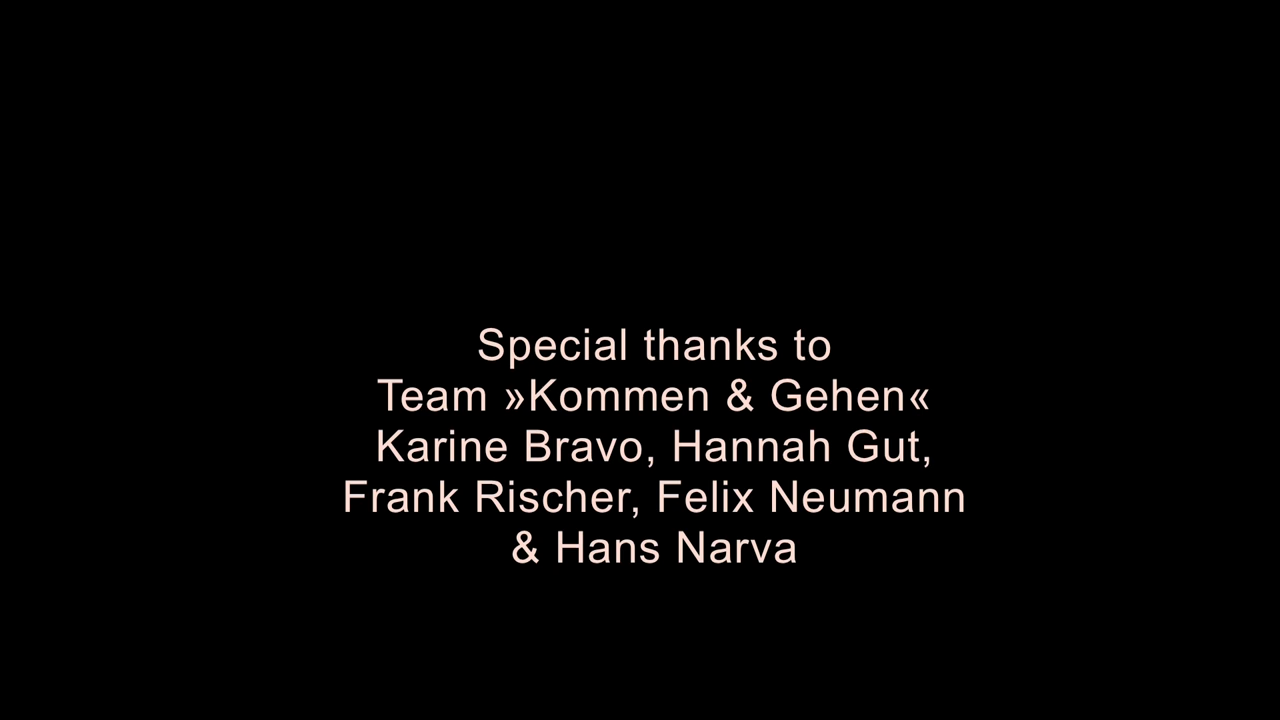 Special thanks to
Team »Kommen & Gehen«
Karine Bravo, Hannah Gut,
Frank Rischer, Felix Neumann
& Hans Narva